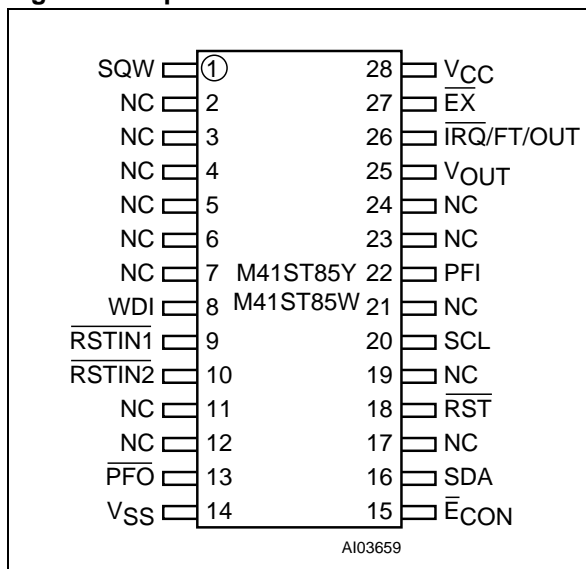 SQW 1 28 VCC
NC 2 27 EX
NC 3 26 IRQ/FT/OUT
NC 4 25 VOUT
NC 5 24 NC
NC 6 23 NC
NC 7 M41ST85Y 22 PFI
WDI 8 M41ST85W 21 NC
RSTIN1 9 20 SCL
RSTIN2 10 19 NC
NC 11 18 RST
NC 12 17 NC
PFO 13 16 SDA
VSS 14 15 ECON
AI03659